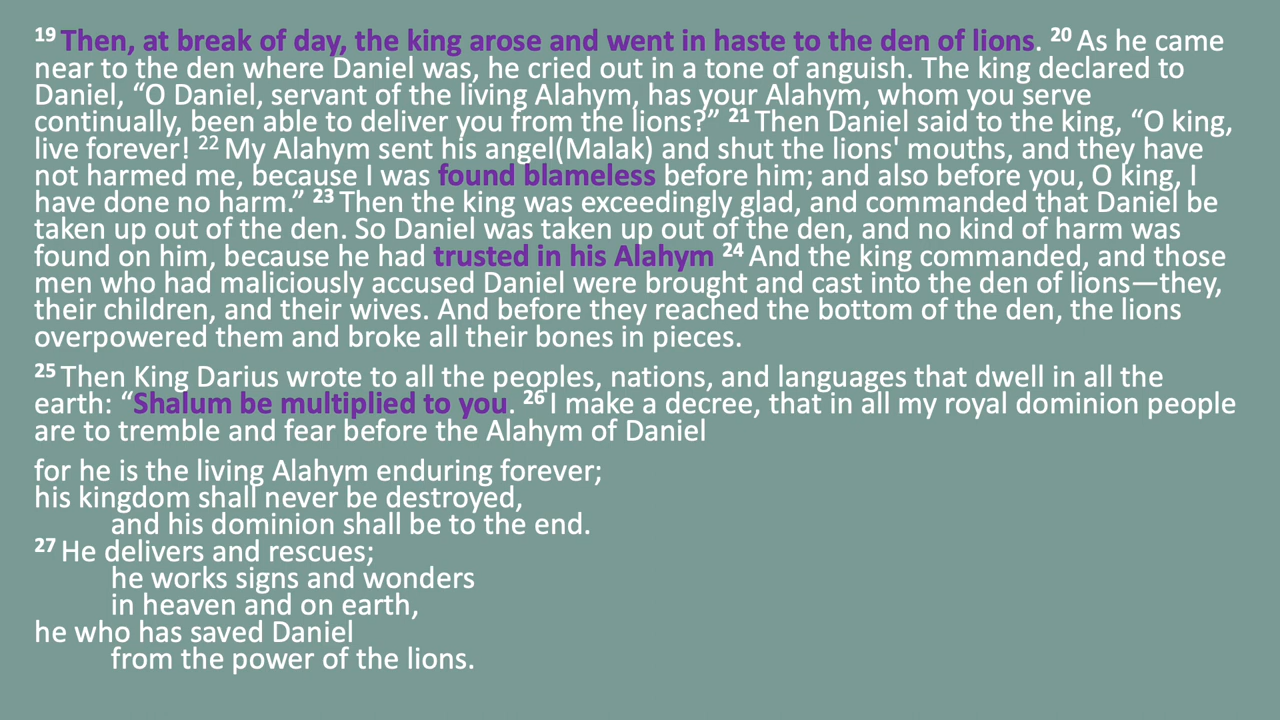 19 Then, at break of day, the king arose and went in haste to the den of lions. 20 As he came
near to the den where Daniel was, he cried out in a tone of anguish. The king declared to
Daniel, “O Daniel, servant of the living Alahym, has your Alahym, whom you serve
continually, been able to deliver you from the lions?” 21 Then Daniel said to the king, “O king,
live forever! 22 My Alahym sent his angel(Malak) and shut the lions' mouths, and they have
not harmed me, because I was found blameless before him; and also before you, O king, I
have done no harm.” 23 Then the king was exceedingly glad, and commanded that Daniel be
taken up out of the den. So Daniel was taken up out of the den, and no kind of harm was
found on him, because he had trusted in his Alahym 24 And the king commanded, and those
men who had maliciously accused Daniel were brought and cast into the den of lions—they,
their children, and their wives. And before they reached the bottom of the den, the lions
overpowered them and broke all their bones in pieces.
25 Then King Darius wrote to all the peoples, nations, and languages that dwell in all the
earth: “Shalum be multiplied to you. 26 I make a decree, that in all my royal dominion people
are to tremble and fear before the Alahym of Daniel
for he is the living Alahym enduring forever;
his kingdom shall never be destroyed,
and his dominion shall be to the end.
27 He delivers and rescues;
he works signs and wonders
in heaven and on earth,
he who has saved Daniel
from the power of the lions.